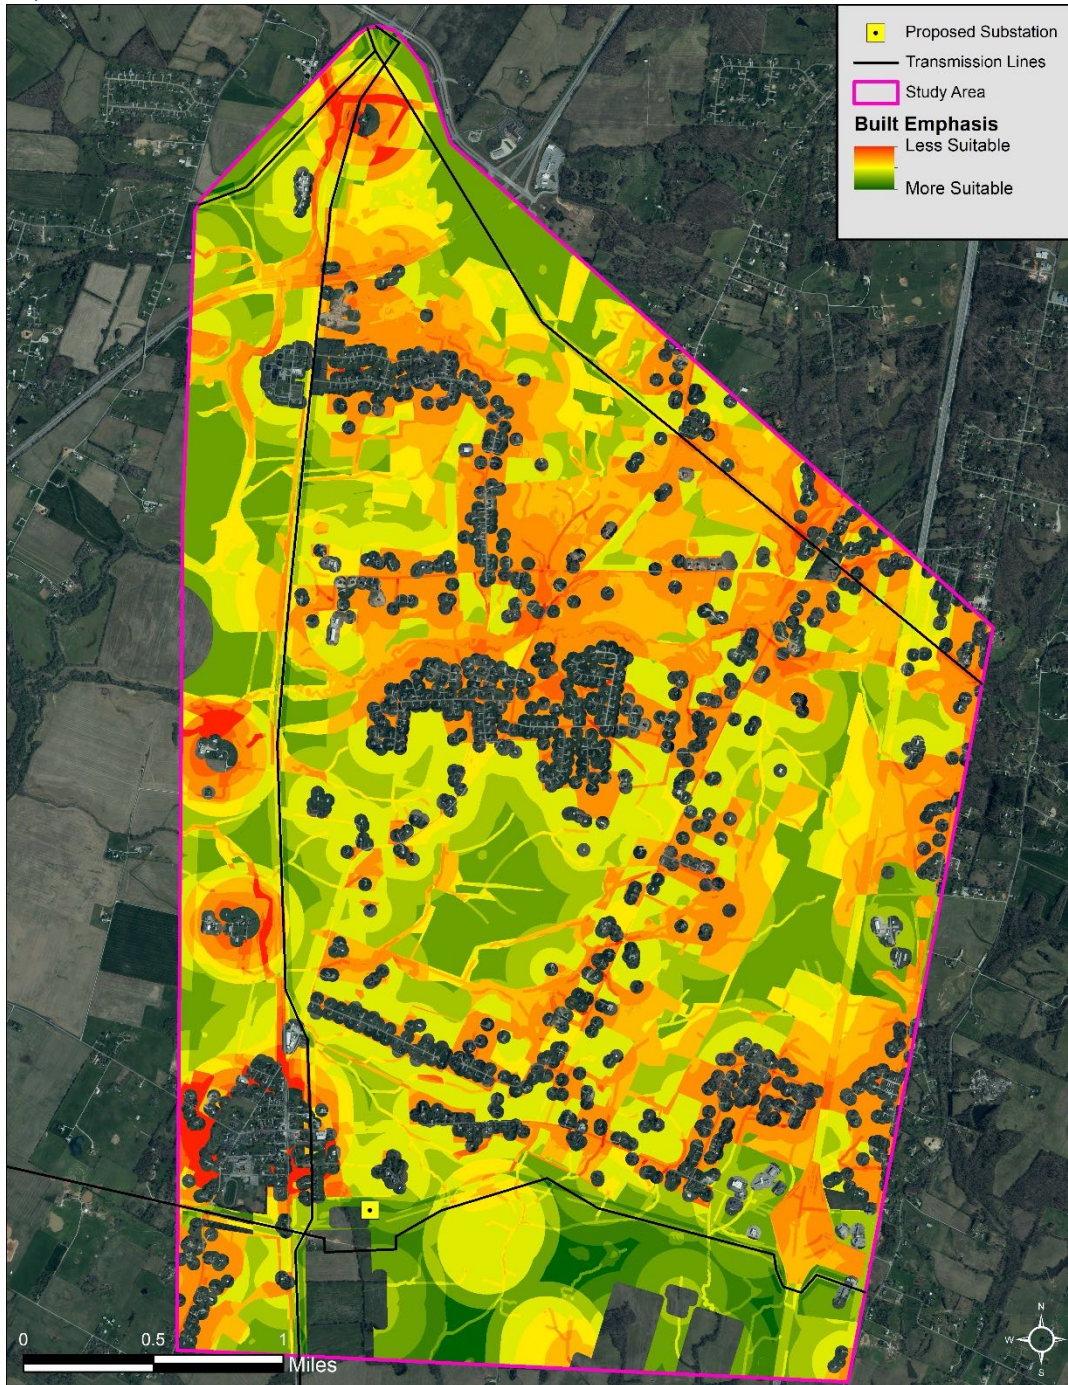 Proposed Substation
Transmission Lines
Study Area
Built Emphasis
Less Suitable
More Suitable
N
W
S
0 0.5 1
Miles